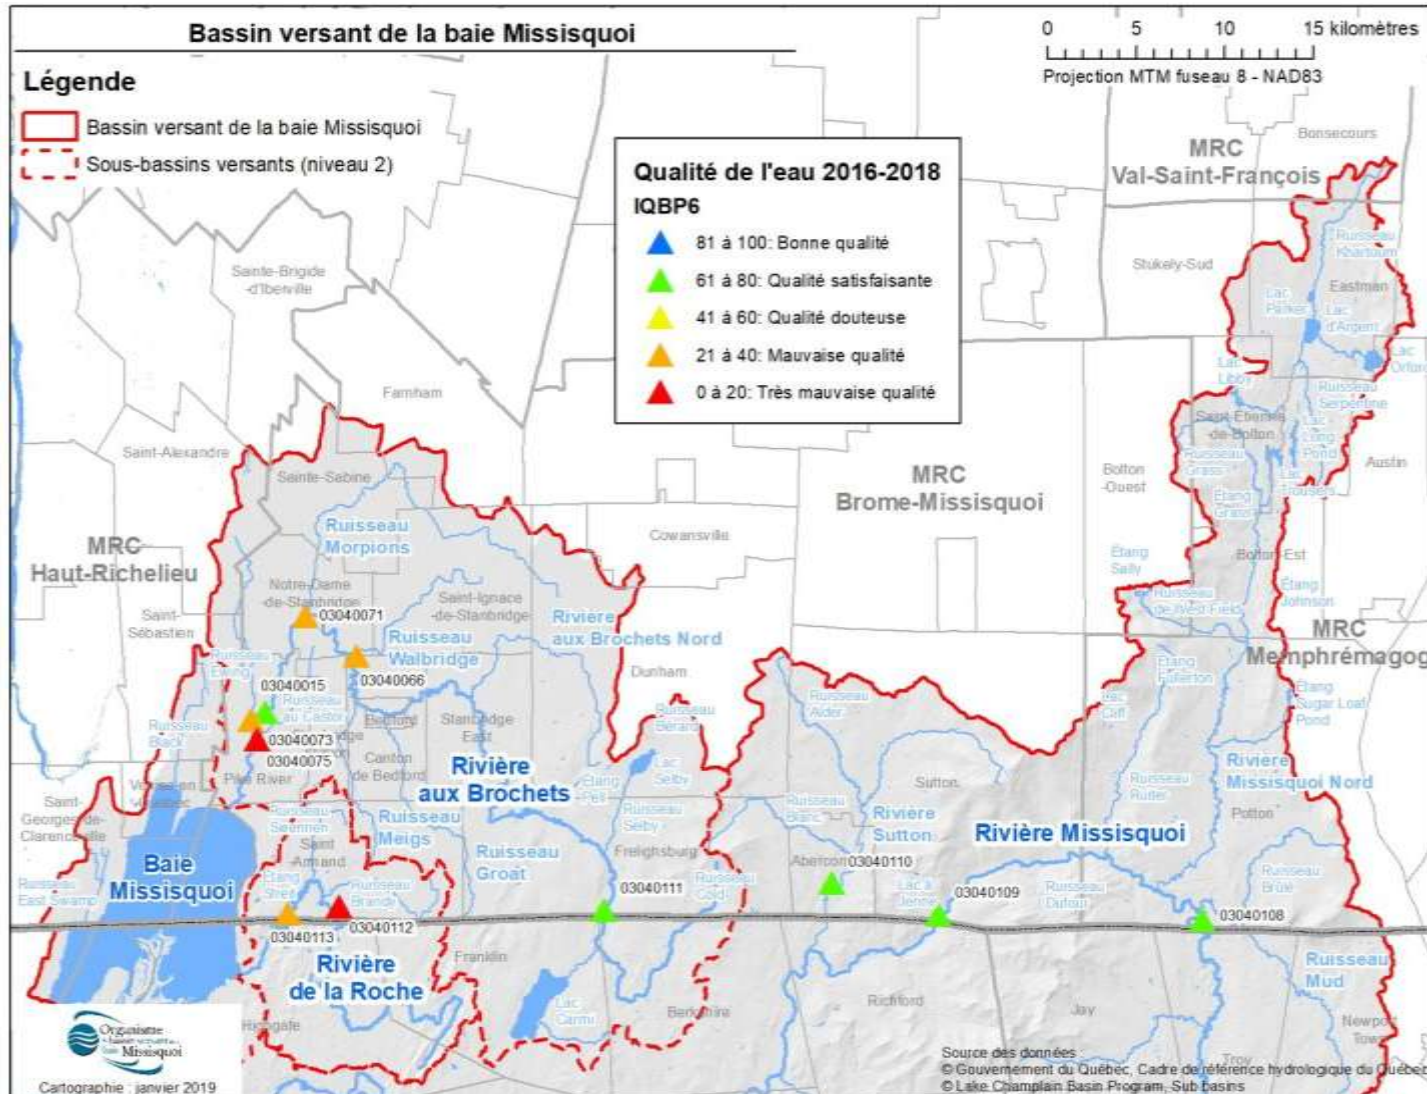 Bassin versant de la baie Missisquoi
0 5 10 15 kilomètres
Projection MTM fuseau 8 - NAD83
Légende
Bassin versant de la baie Missisquoi
Sous-bassins versants (niveau 2)
Qualité de l'eau 2016-2018
IQBP6
81 à 100: Bonne qualité
61 à 80: Qualité satisfaisante
41 à 60: Qualité douteuse
21 à 40: Mauvaise qualité
0 à 20: Très mauvaise qualité
Bonsecours
MRC
Val-Saint-François
Ruisseau
Khartoum
Stukely-Sud
Eastman
Lac
Parker
Lac
d'Argent
Lac
Orford
Lac
Libby
Ruisseau
Serpentine
Saint-Etienne
-de-Bolton
Lac
Long
Pond
Ruisseau
Grass
Austin
Lac
Trousers
Étang
Grass
Bolton
-Ouest
Bolton-Est
Étang
Sally
Étang
Johnson
Ruisseau
de West Field
MRC
Memphrémagog
Sainte-Brigide
-d'Iberville
Farnham
Saint-Alexandre
Sainte-Sabine
MRC
Brome-Missisquoi
Cowansville
Ruisseau
Morpions
MRC
Haut-Richelieu
Notre-Dame
-de-Stanbridge
03040071
Saint-Ignace
-de-Stanbridge
Saint-
Sébastien
Rivière
aux Brochets Nord
Ruisseau
Walbridge
03040066
Ruisseau
Ewing
03040015
Ruisseau
au Castor
Dunham
Ruisseau
Black
Bedford
Stanbridge
East
Ruisseau
Bérard
03040073
03040075
Canton
de Bedford
Pike River
Rivière
aux Brochets
Étang
Pell
Lac
Selby
Ruisseau
Selby
Saint-
Georges-de-
Clarenceville
Ruisseau
Meigs
Saint
Armand
Ruisseau
Groat
Frelighsburg
Baie
Missisquoi
Étang
Streit
Ruisseau
Brandy
Ruisseau
East Swamp
03040111
Ruisseau
Cold
03040112
03040113
Rivière
de la Roche
Franklin
Highgate
Lac
Carmi
Berkshire
Ruisseau
Alder
Sutton
Ruisseau
Blanc
Rivière
Sutton
Abercorn
03040110
Rivière Missisquoi
03040109
Ruisseau
Dufour
03040108
Lac
Cliff
Étang
Fullerton
Ruisseau
Ruiter
Étang
Sugar Loaf
Pond
Rivière
Missisquoi Nord
Potton
Ruisseau
Brûlé
Ruisseau
Mud
Richford
Jay
Newport
Town
Troy
Organisme
de bassin versant de la
baie Missisquoi
Cartographie : janvier 2019
Source des données :
© Gouvernement du Québec, Cadre de référence hydrologique du Québec
© Lake Champlain Basin Program, Sub basins